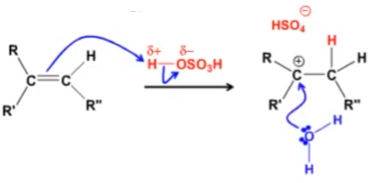 ⊖
HSO₄
R
H
δ+
δ−
H
H—OSO₃H
R
⊕
H
C═C
C—C
R'
R"
R'
R"
H
O
H